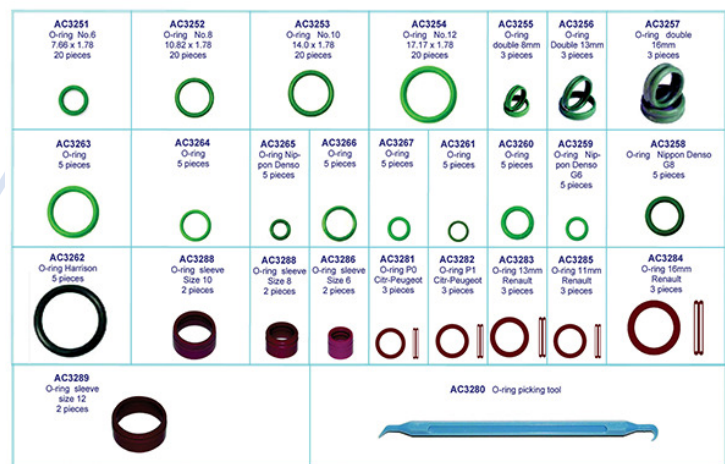 AC3251
O-ring No.6
7.66 x 1.78
20 pieces
AC3252
O-ring No.8
10.82 x 1.78
20 pieces
AC3253
O-ring No.10
14.0 x 1.78
20 pieces
AC3254
O-ring No.12
17.17 x 1.78
20 pieces
AC3255
O-ring
double 8mm
3 pieces
AC3256
O-ring
Double 13mm
3 pieces
AC3257
O-ring double
16mm
3 pieces
AC3263
O-ring
5 pieces
AC3264
O-ring
5 pieces
AC3265
O-ring Nip-
pon Denso
5 pieces
AC3266
O-ring
5 pieces
AC3267
O-ring
5 pieces
AC3261
O-ring
5 pieces
AC3260
O-ring
5 pieces
AC3259
O-ring Nip-
pon Denso
G6
5 pieces
AC3258
O-ring Nippon Denso
G8
5 pieces
AC3262
O-ring Harrison
5 pieces
AC3288
O-ring sleeve
Size 10
2 pieces
AC3288
O-ring sleeve
Size 8
2 pieces
AC3286
O-ring sleeve
Size 6
2 pieces
AC3281
O-ring P0
Citr-Peugeot
3 pieces
AC3282
O-ring P1
Citr-Peugeot
3 pieces
AC3283
O-ring 13mm
Renault
3 pieces
AC3285
O-ring 11mm
Renault
3 pieces
AC3284
O-ring 16mm
Renault
3 pieces
AC3289
O-ring sleeve
size 12
2 pieces
AC3280 O-ring picking tool